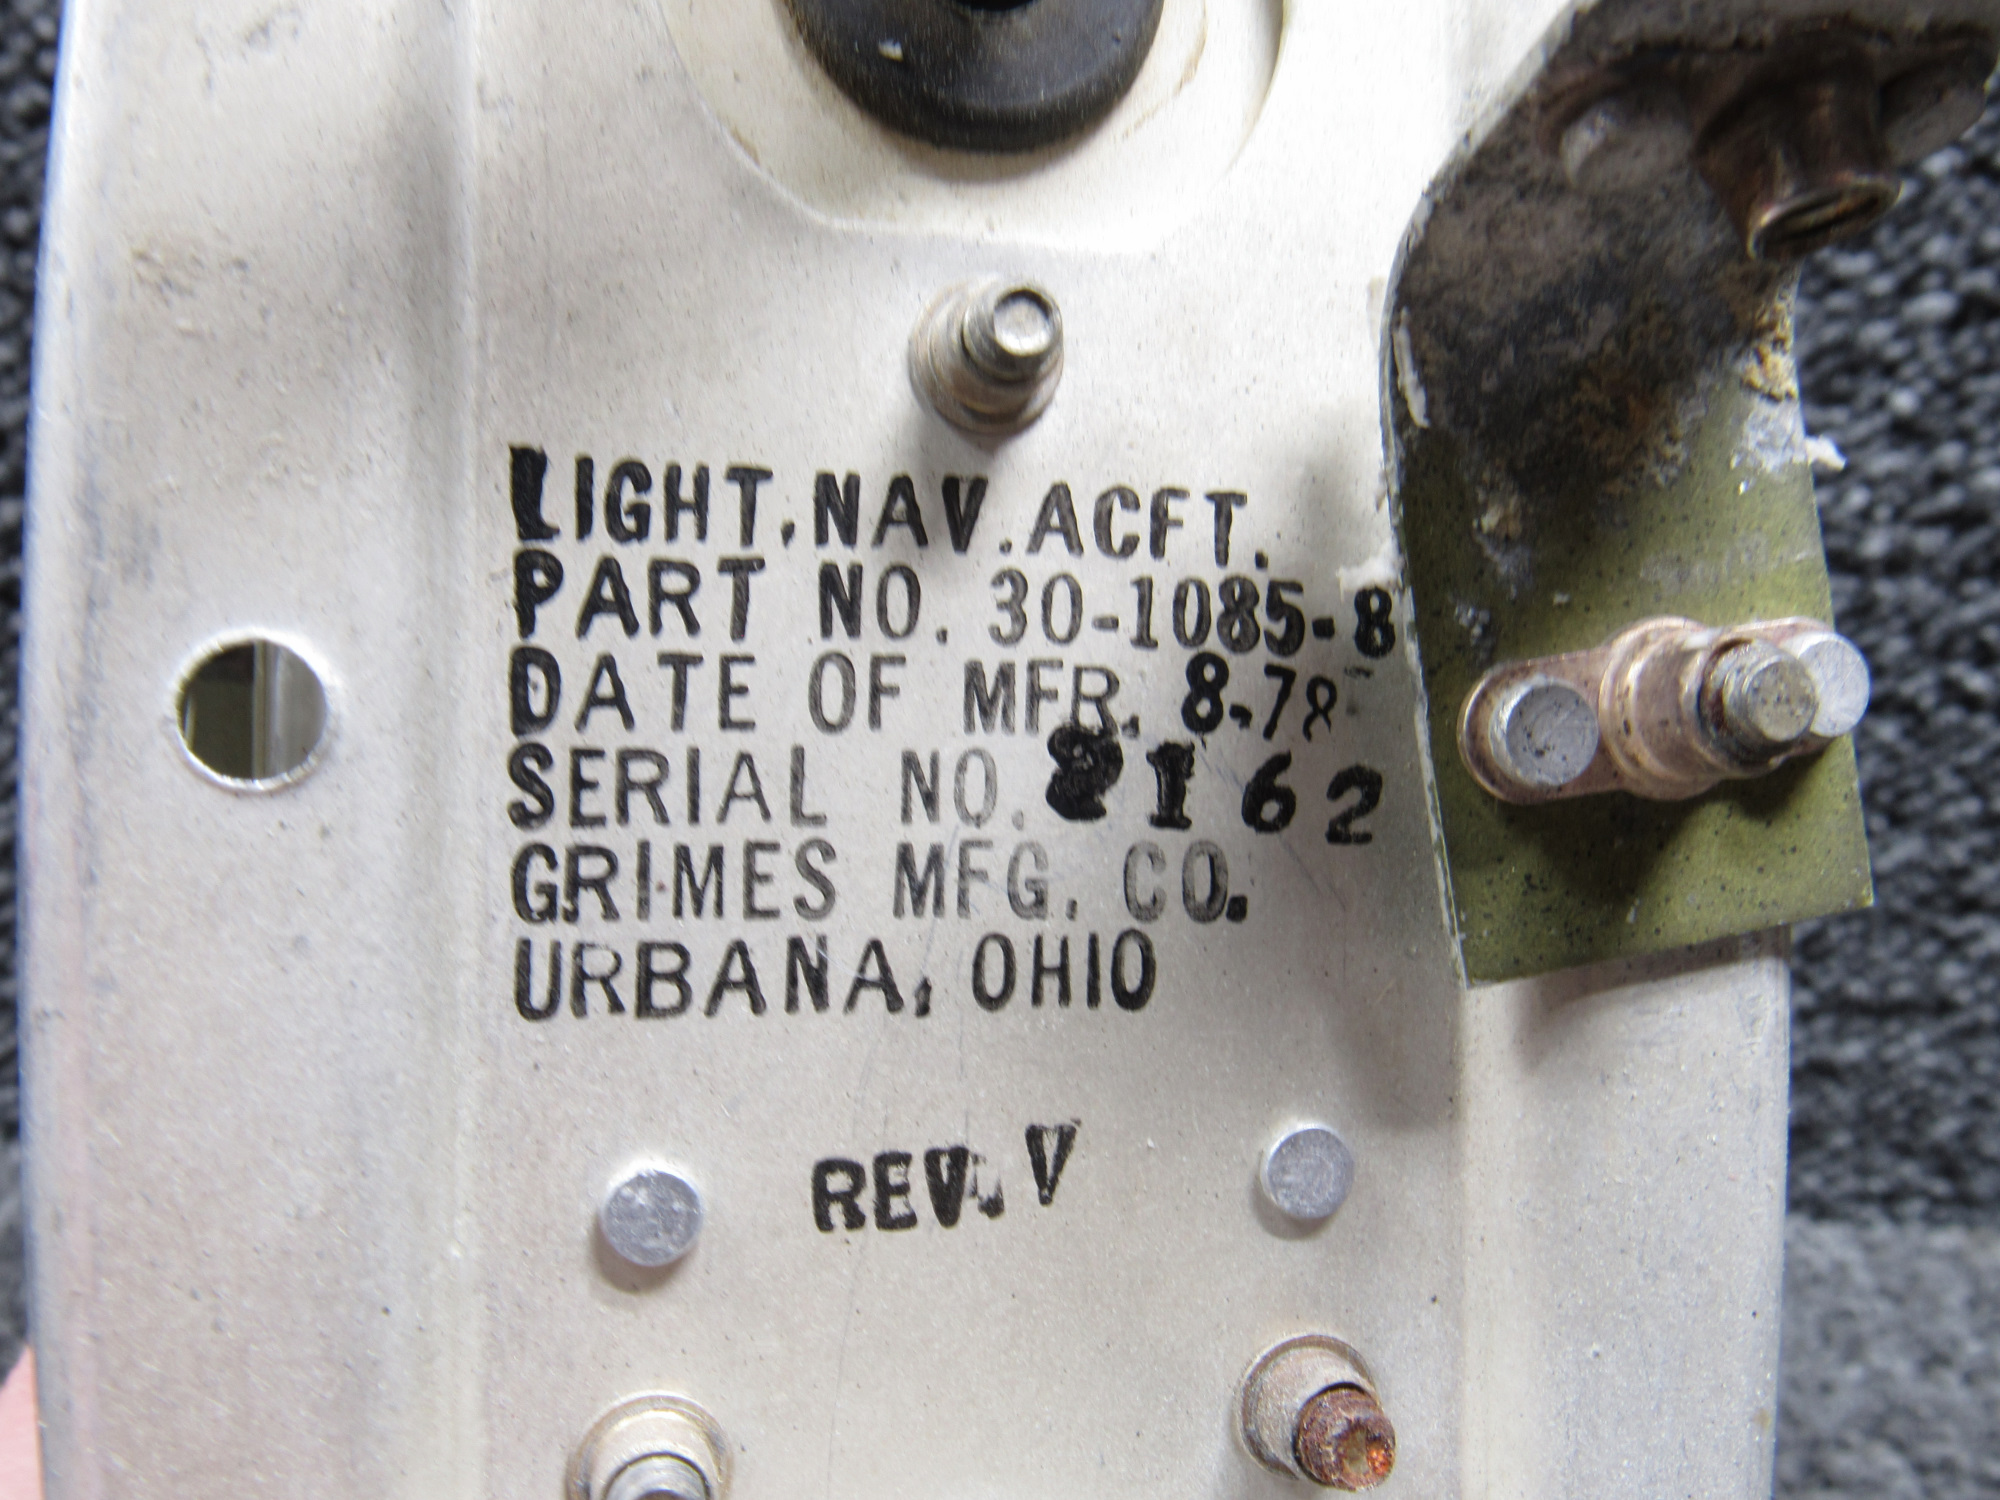 LIGHT, NAV. ACFT.
PART NO. 30-1085-8
DATE OF MFR. 8-78
SERIAL NO. 2162
GRIMES MFG. CO.
URBANA, OHIO
REV. V